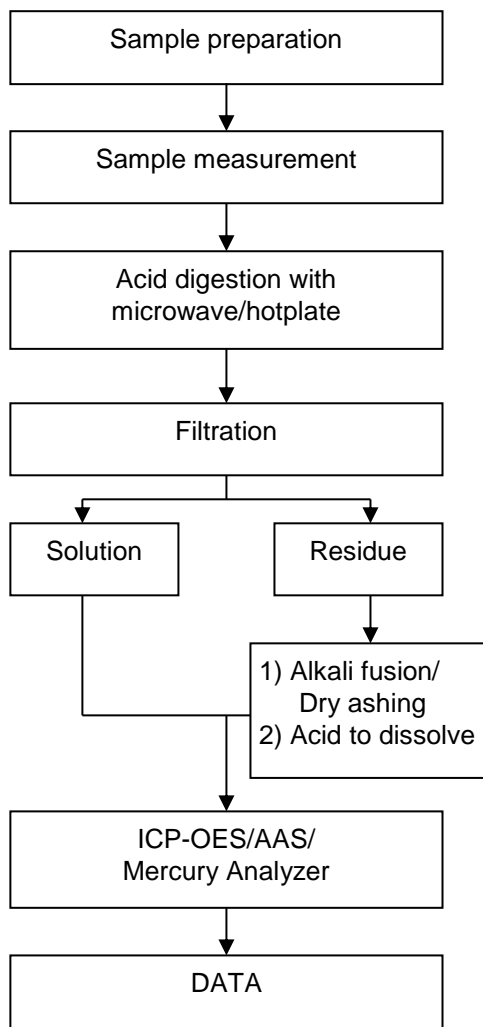 Sample preparation
Sample measurement
Acid digestion with
microwave/hotplate
Filtration
Solution
Residue
1) Alkali fusion/
Dry ashing
2) Acid to dissolve
ICP-OES/AAS/
Mercury Analyzer
DATA